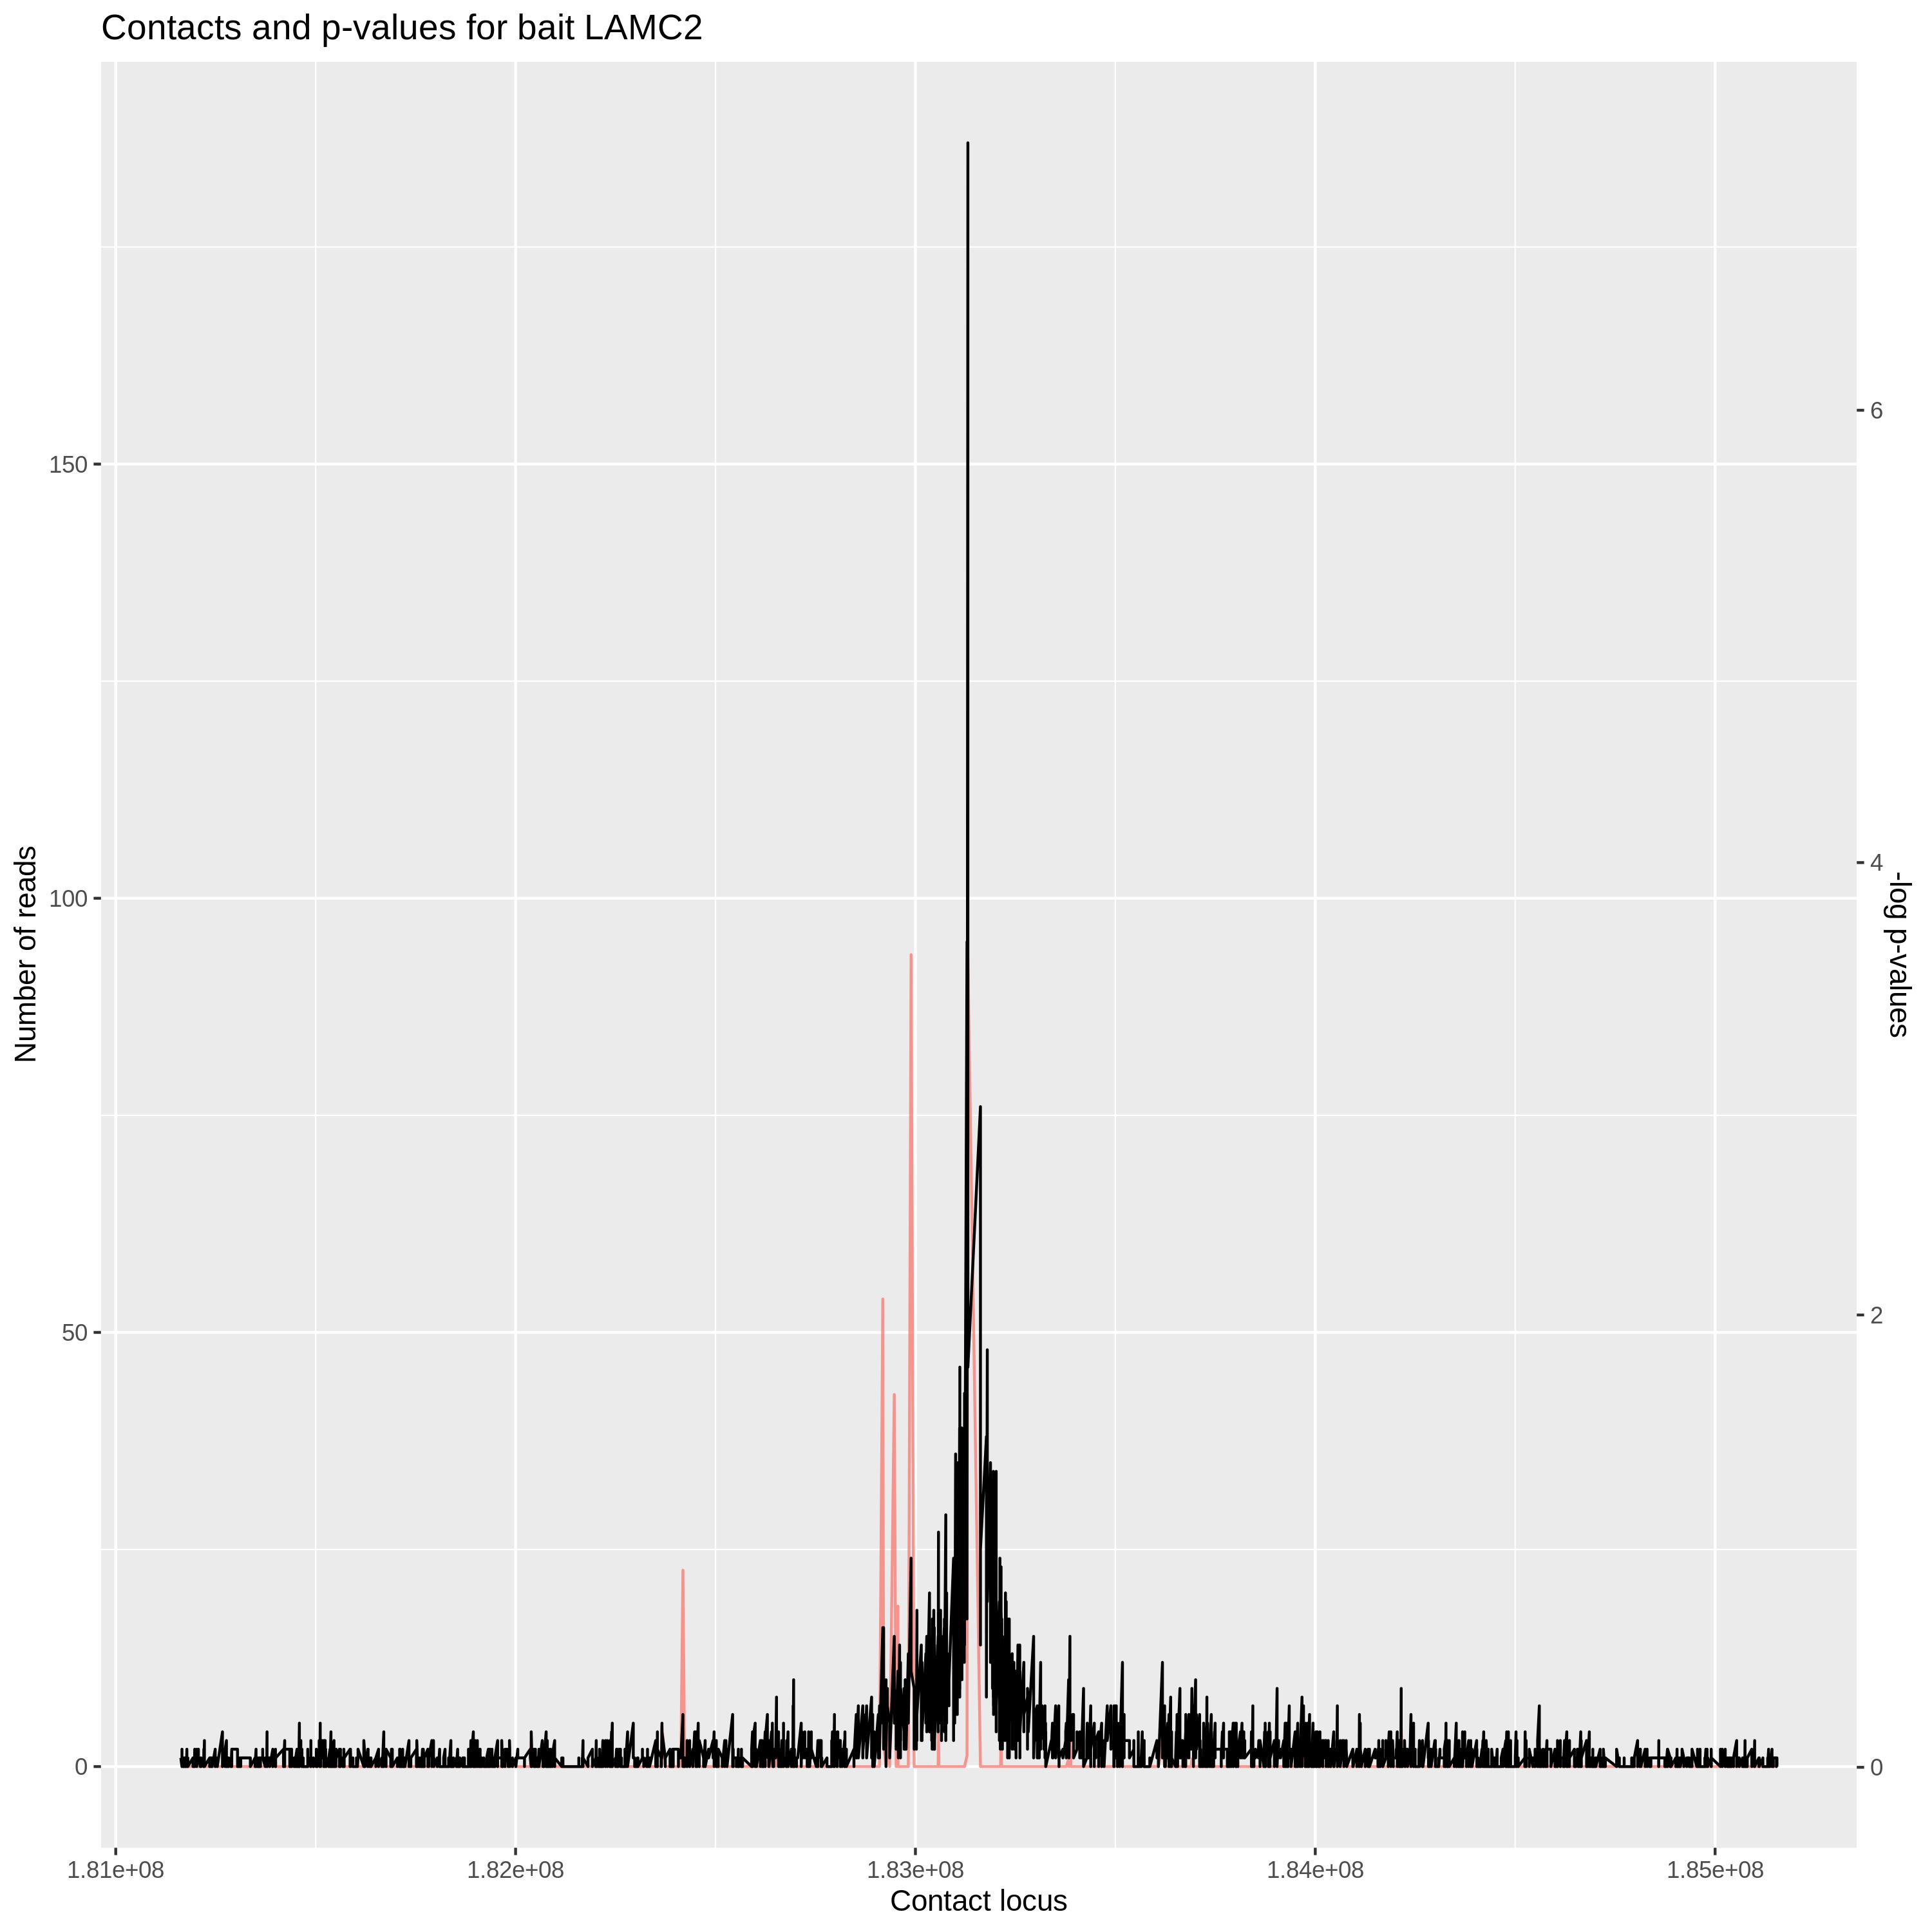 Contacts and p-values for bait LAMC2
Number of reads
150
100
50
0
6
4
2
0
-log p-values
1.81e+08
1.82e+08
1.83e+08
1.84e+08
1.85e+08
Contact locus